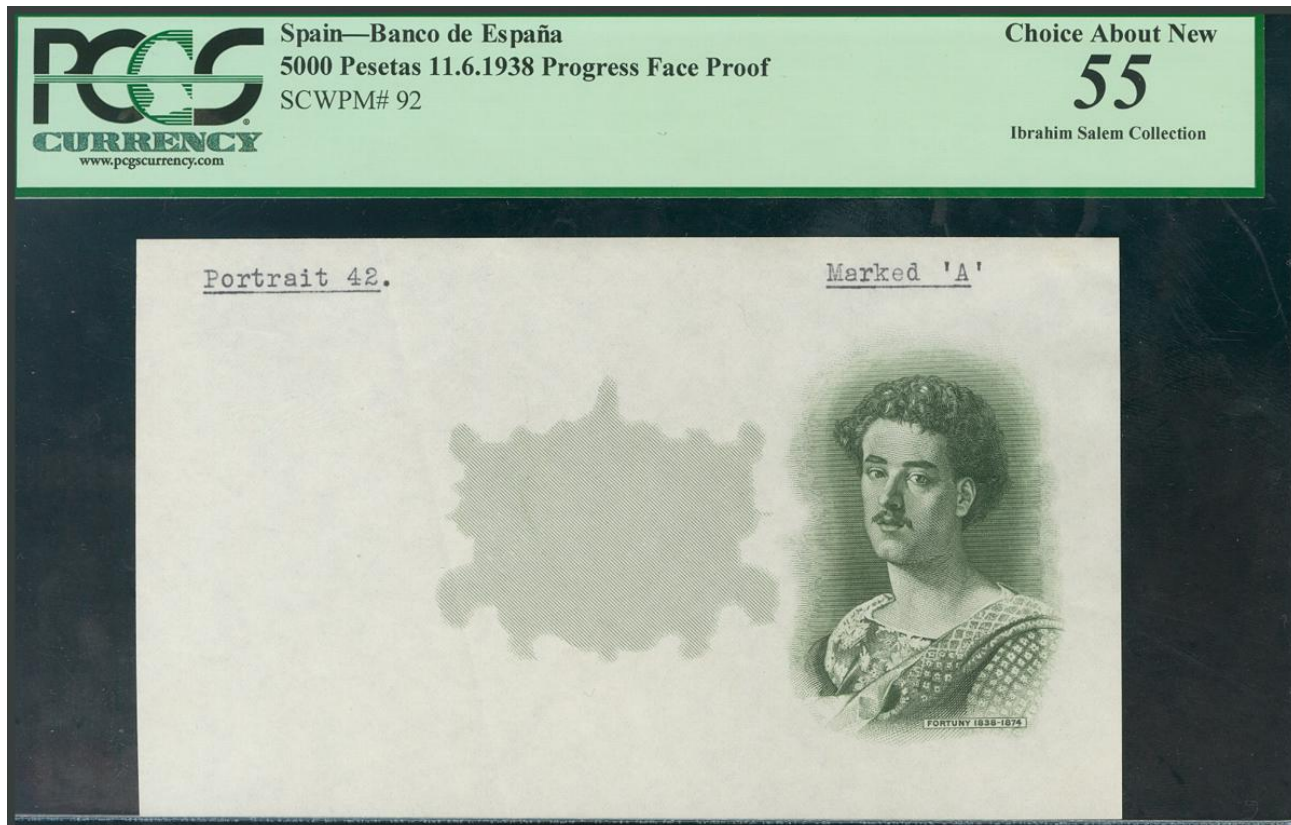 PCGS
CURRENCY
www.pcgscurrency.com
Spain—Banco de España
5000 Pesetas 11.6.1938 Progress Face Proof
SCWPM# 92
Choice About New
55
Ibrahim Salem Collection
Portrait 42.
Marked 'A'
FORTUNY 1838-1874